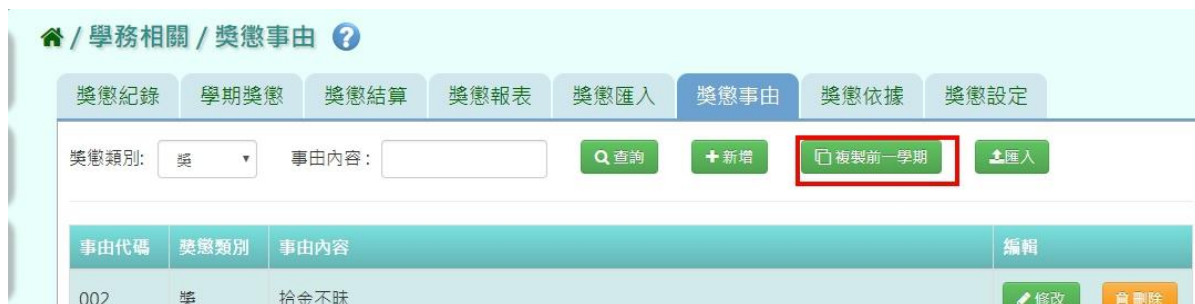 / 學務相關 / 獎懲事由 ?
獎懲紀錄 學期獎懲 獎懲結算 獎懲報表 獎懲匯入 獎懲事由 獎懲依據 獎懲設定
獎懲類別: 獎 事由內容: 查詢 新增 複製前一學期 匯入
事由代碼 獎懲類別 事由內容 編輯
002 獎 拾金不昧 修改 刪除